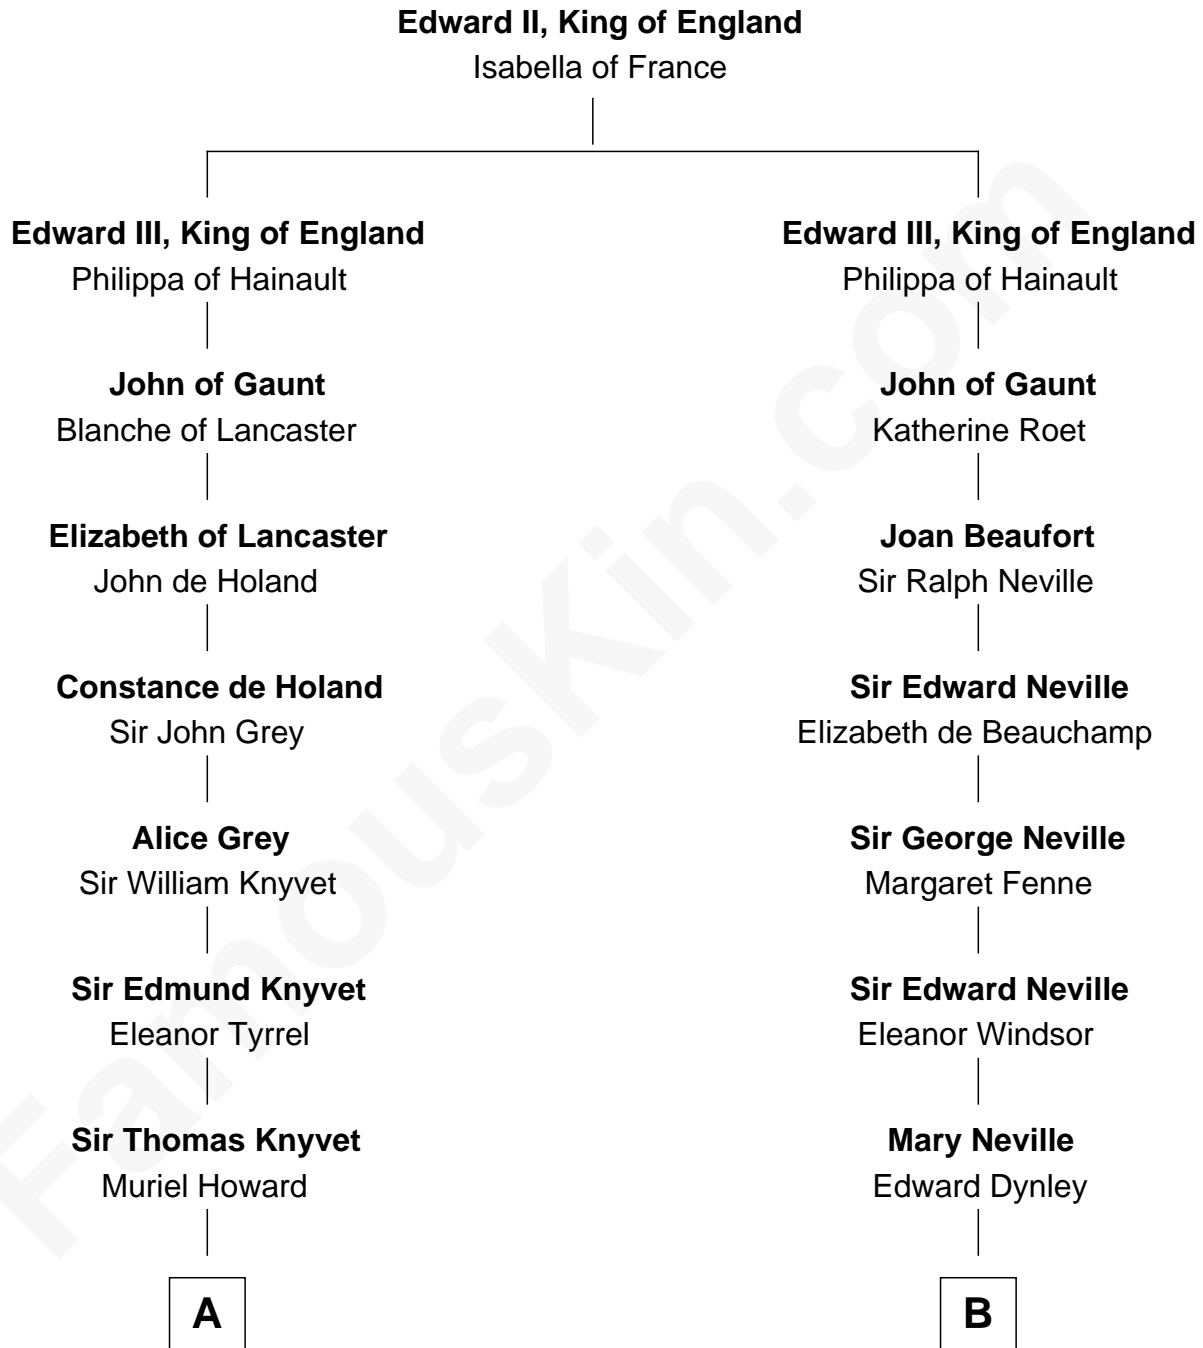 Edward II, King of England
Isabella of France
Edward III, King of England
Philippa of Hainault
Edward III, King of England
Philippa of Hainault
John of Gaunt
Blanche of Lancaster
John of Gaunt
Katherine Roet
Elizabeth of Lancaster
John de Holand
Joan Beaufort
Sir Ralph Neville
Constance de Holand
Sir John Grey
Sir Edward Neville
Elizabeth de Beauchamp
Alice Grey
Sir William Knyvet
Sir George Neville
Margaret Fenne
Sir Edmund Knyvet
Eleanor Tyrrel
Sir Edward Neville
Eleanor Windsor
Sir Thomas Knyvet
Muriel Howard
Mary Neville
Edward Dynley
A
B
FamousKin.com